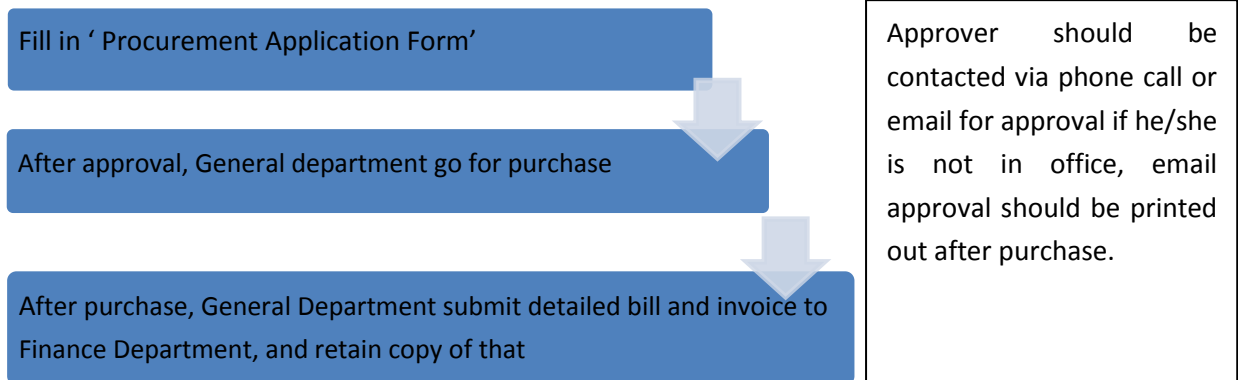 Fill in ‘ Procurement Application Form’
After approval, General department go for purchase
After purchase, General Department submit detailed bill and invoice to
Finance Department, and retain copy of that
Approver should be
contacted via phone call or
email for approval if he/she
is not in office, email
approval should be printed
out after purchase.